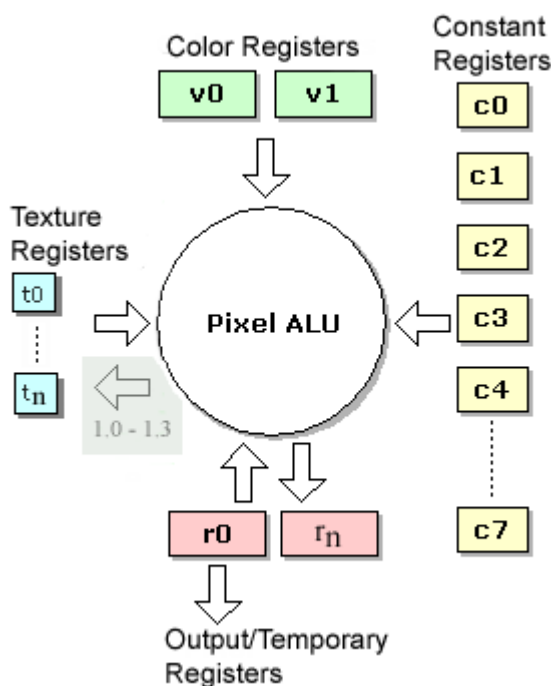 Color Registers
v0
v1
Constant
Registers
c0
c1
c2
c3
c4
c7
Texture
Registers
t0
tn
1.0 - 1.3
Pixel ALU
r0
rn
Output/Temporary
Registers